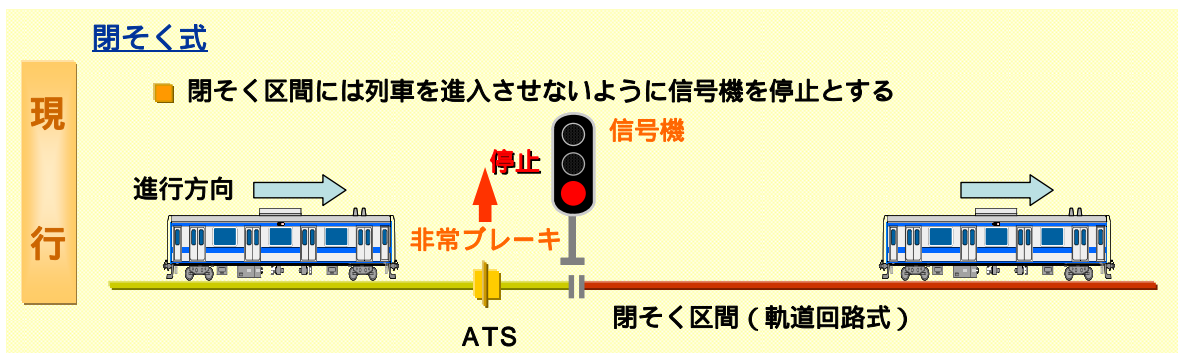 閉そく式
現行
閉そく区間には列車を進入させないように信号機を停止とする
信号機
停止
進行方向
非常ブレーキ
閉そく区間(軌道回路式)
ATS